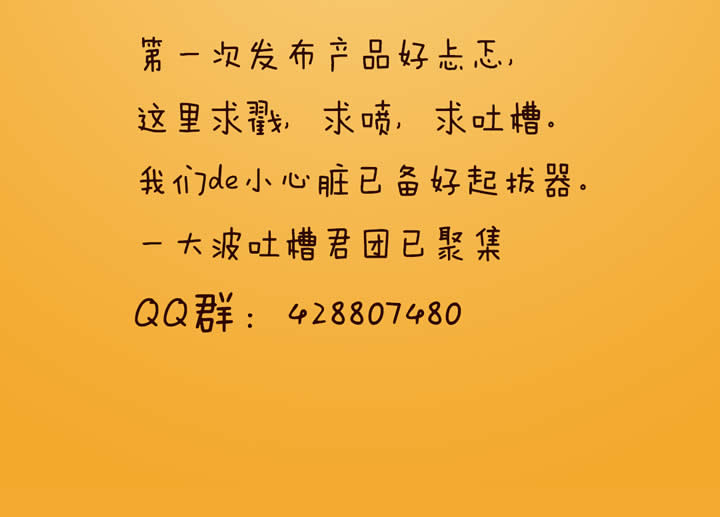 第一次发布产品好忐忑,
这里求戳, 求喷, 求吐槽。
我们de小心脏已备好起拔器。
一大波吐槽君团已聚集
QQ群: 428807480